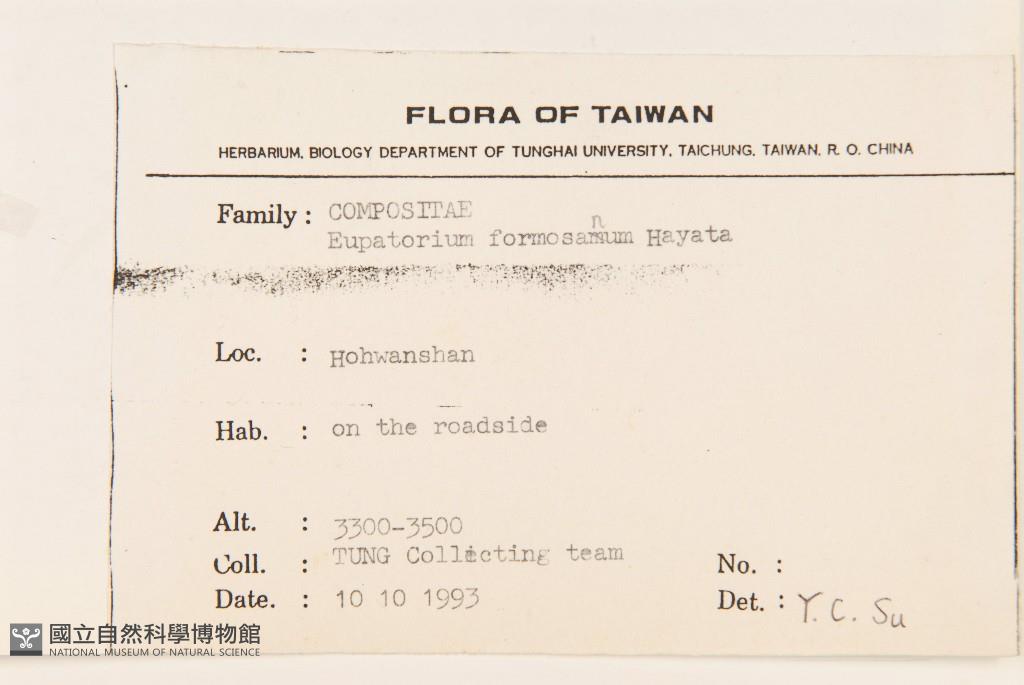 FLORA OF TAIWAN
HERBARIUM, BIOLOGY DEPARTMENT OF TUNGHAI UNIVERSITY, TAICHUNG, TAIWAN, R. O. CHINA
Family : COMPOSITAE
Eupatorium formosanum Hayata
Loc. : Hohwanshan
Hab. : on the roadside
Alt. : 3300-3500
Coll. : TUNG Collecting team No. :
Date. : 10 10 1993 Det. : Y. C. Su
國立自然科學博物館
NATIONAL MUSEUM OF NATURAL SCIENCE